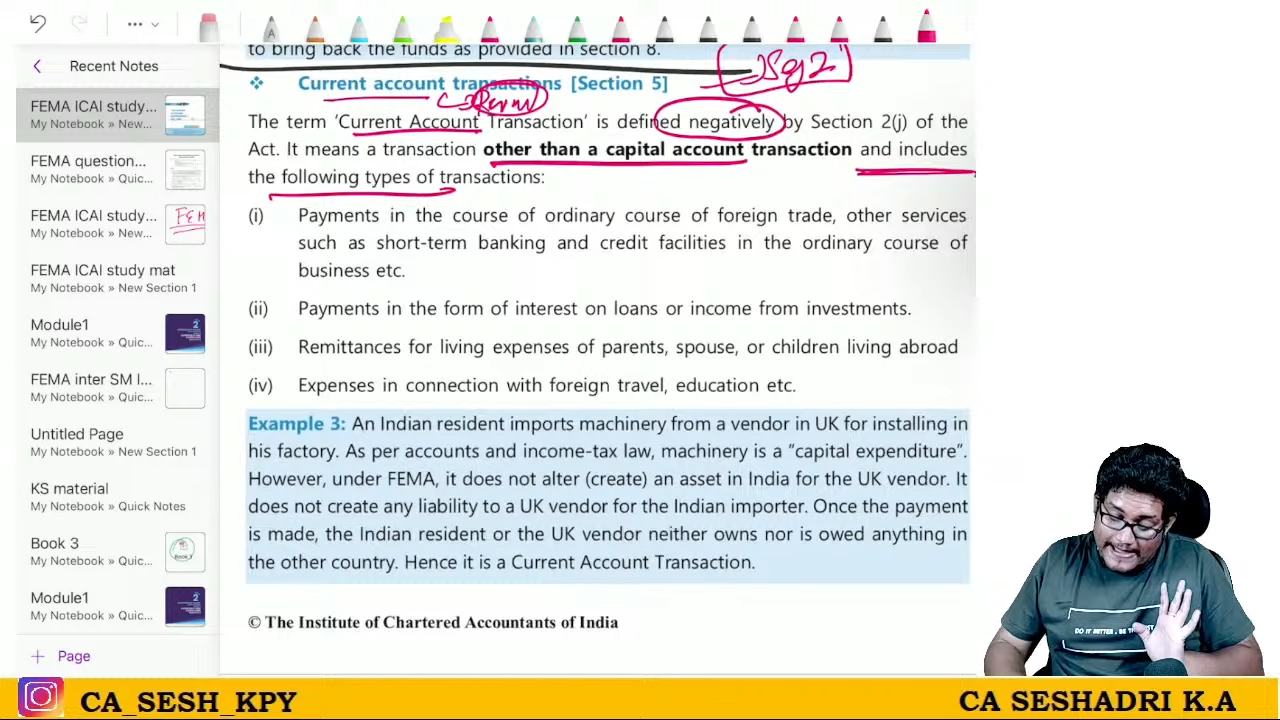 Recent Notes
FEMA ICAI study...
My Notebook » New...
FEMA question...
My Notebook » Quic...
FEMA ICAI study...
My Notebook » New...
FEMA ICAI study mat
My Notebook » New Section 1
Module1
My Notebook » Quic...
FEMA inter SM I...
My Notebook » Quic...
Untitled Page
My Notebook » New Section 1
KS material
My Notebook » Quick Notes
Book 3
My Notebook » Quic...
Module1
My Notebook » Quic...
+ Page
to bring back the funds as provided in section 8.
❖ Current account transactions [Section 5]
The term ‘Current Account Transaction’ is defined negatively by Section 2(j) of the
Act. It means a transaction other than a capital account transaction and includes
the following types of transactions:
(i) Payments in the course of ordinary course of foreign trade, other services
such as short-term banking and credit facilities in the ordinary course of
business etc.
(ii) Payments in the form of interest on loans or income from investments.
(iii) Remittances for living expenses of parents, spouse, or children living abroad
(iv) Expenses in connection with foreign travel, education etc.
Example 3: An Indian resident imports machinery from a vendor in UK for installing in
his factory. As per accounts and income-tax law, machinery is a “capital expenditure”.
However, under FEMA, it does not alter (create) an asset in India for the UK vendor. It
does not create any liability to a UK vendor for the Indian importer. Once the payment
is made, the Indian resident or the UK vendor neither owns nor is owed anything in
the other country. Hence it is a Current Account Transaction.
© The Institute of Chartered Accountants of India
CA_SESH_KPY
CA SESHADRI K.A